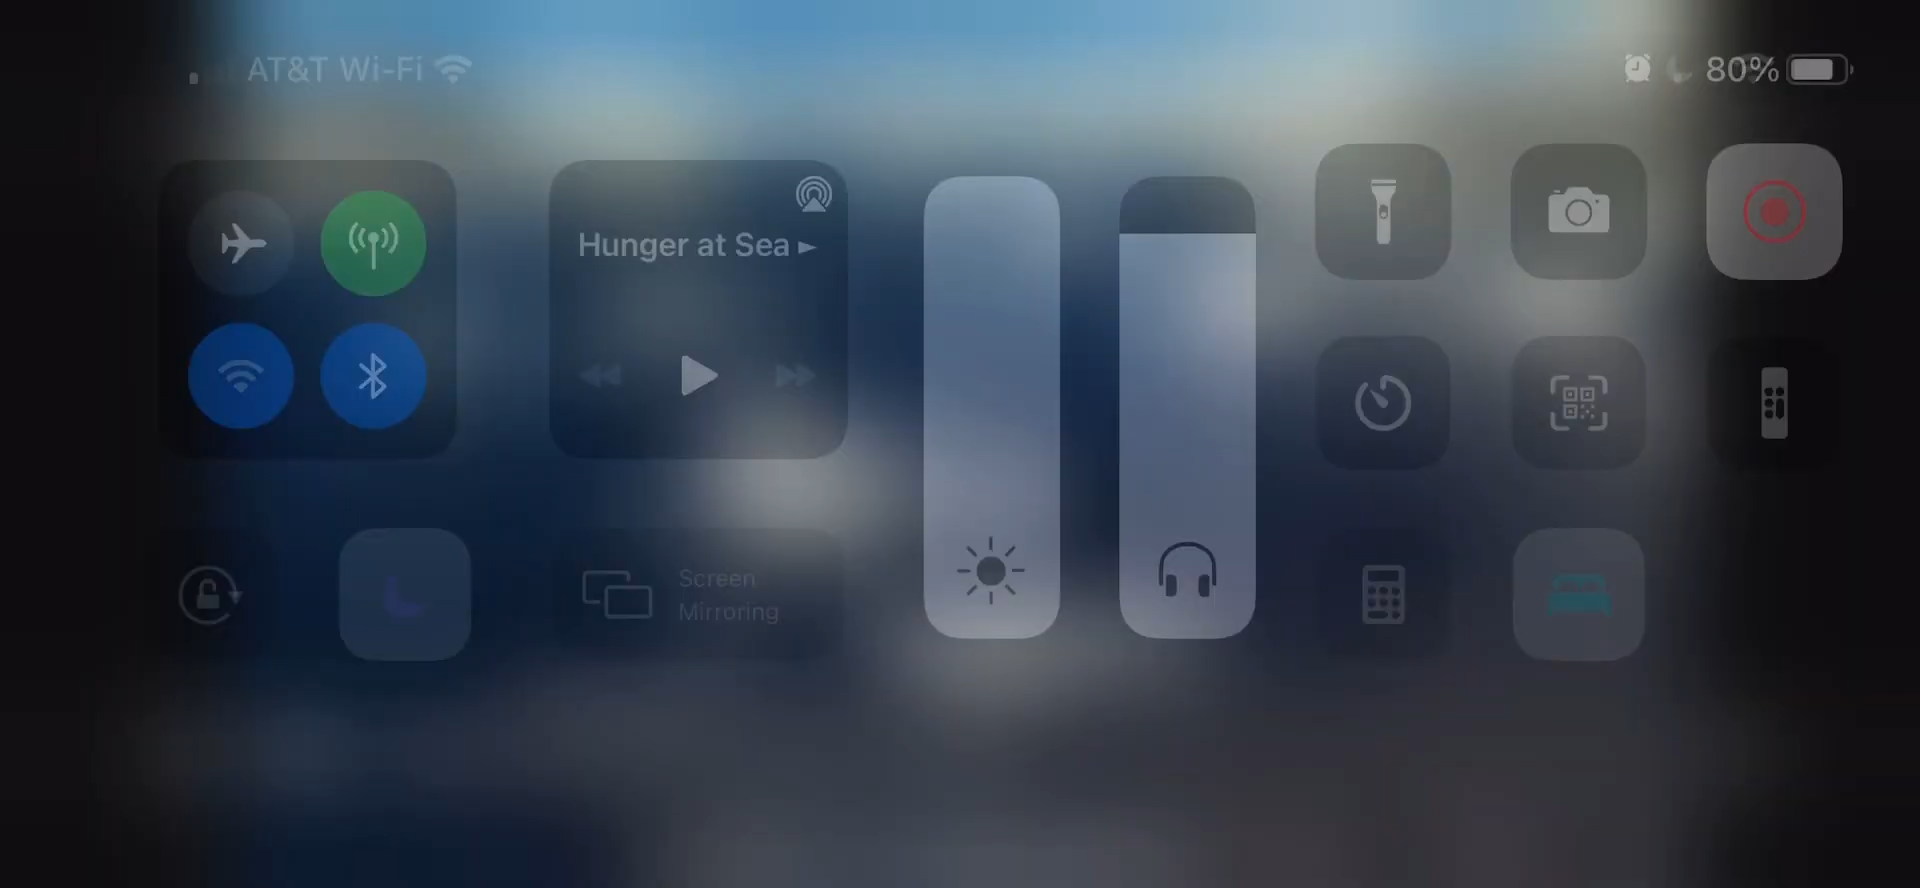 AT&T Wi-Fi
80%
Hunger at Sea
Screen
Mirroring